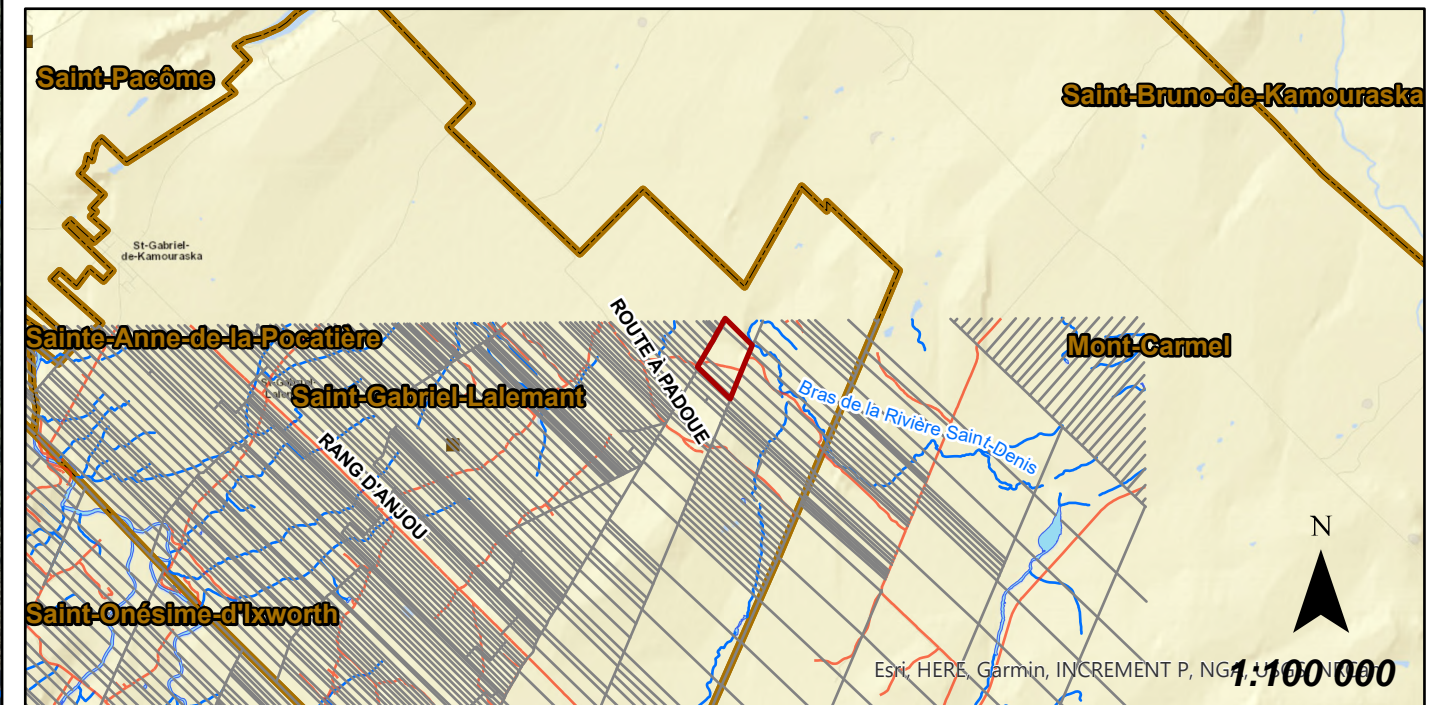 Saint-Pacôme
Saint-Bruno-de-Kamouraska
St-Gabriel-
de-Kamouraska
Sainte-Anne-de-la-Pocatière
ROUTE À PADOUE
Mont-Carmel
St-Gabriel-
Saint-Gabriel-Lalemant
Bras de la Rivière Saint-Denis
RANG D'ANJOU
N
Saint-Onésime-d'Ixworth
Esri, HERE, Garmin, INCREMENT P, NGA, USGS
1:100 000